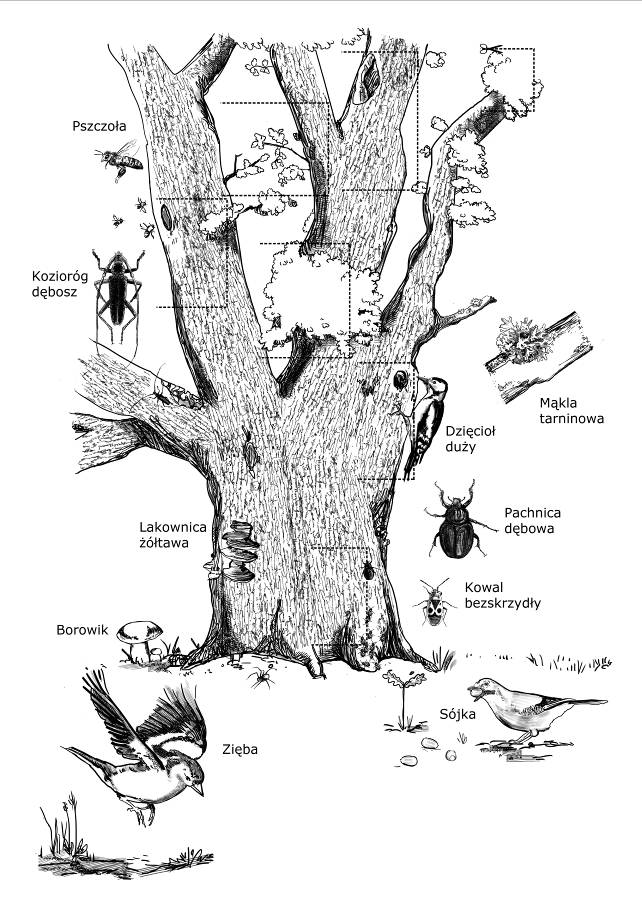 Pszczoła
Kozioróg
dębosz
Mąkla
tarninowa
Dzięcioł
duży
Pachnica
dębowa
Lakownica
żółtawa
Kowal
bezskrzydły
Borowik
Sójka
Zięba